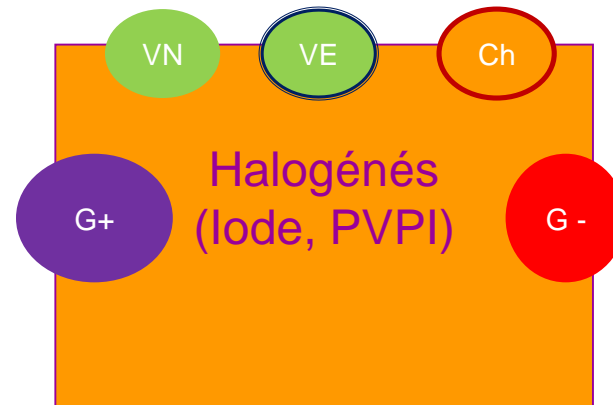 VN
VE
Ch
Halogénés
(Iode, PVPI)
G+
G -